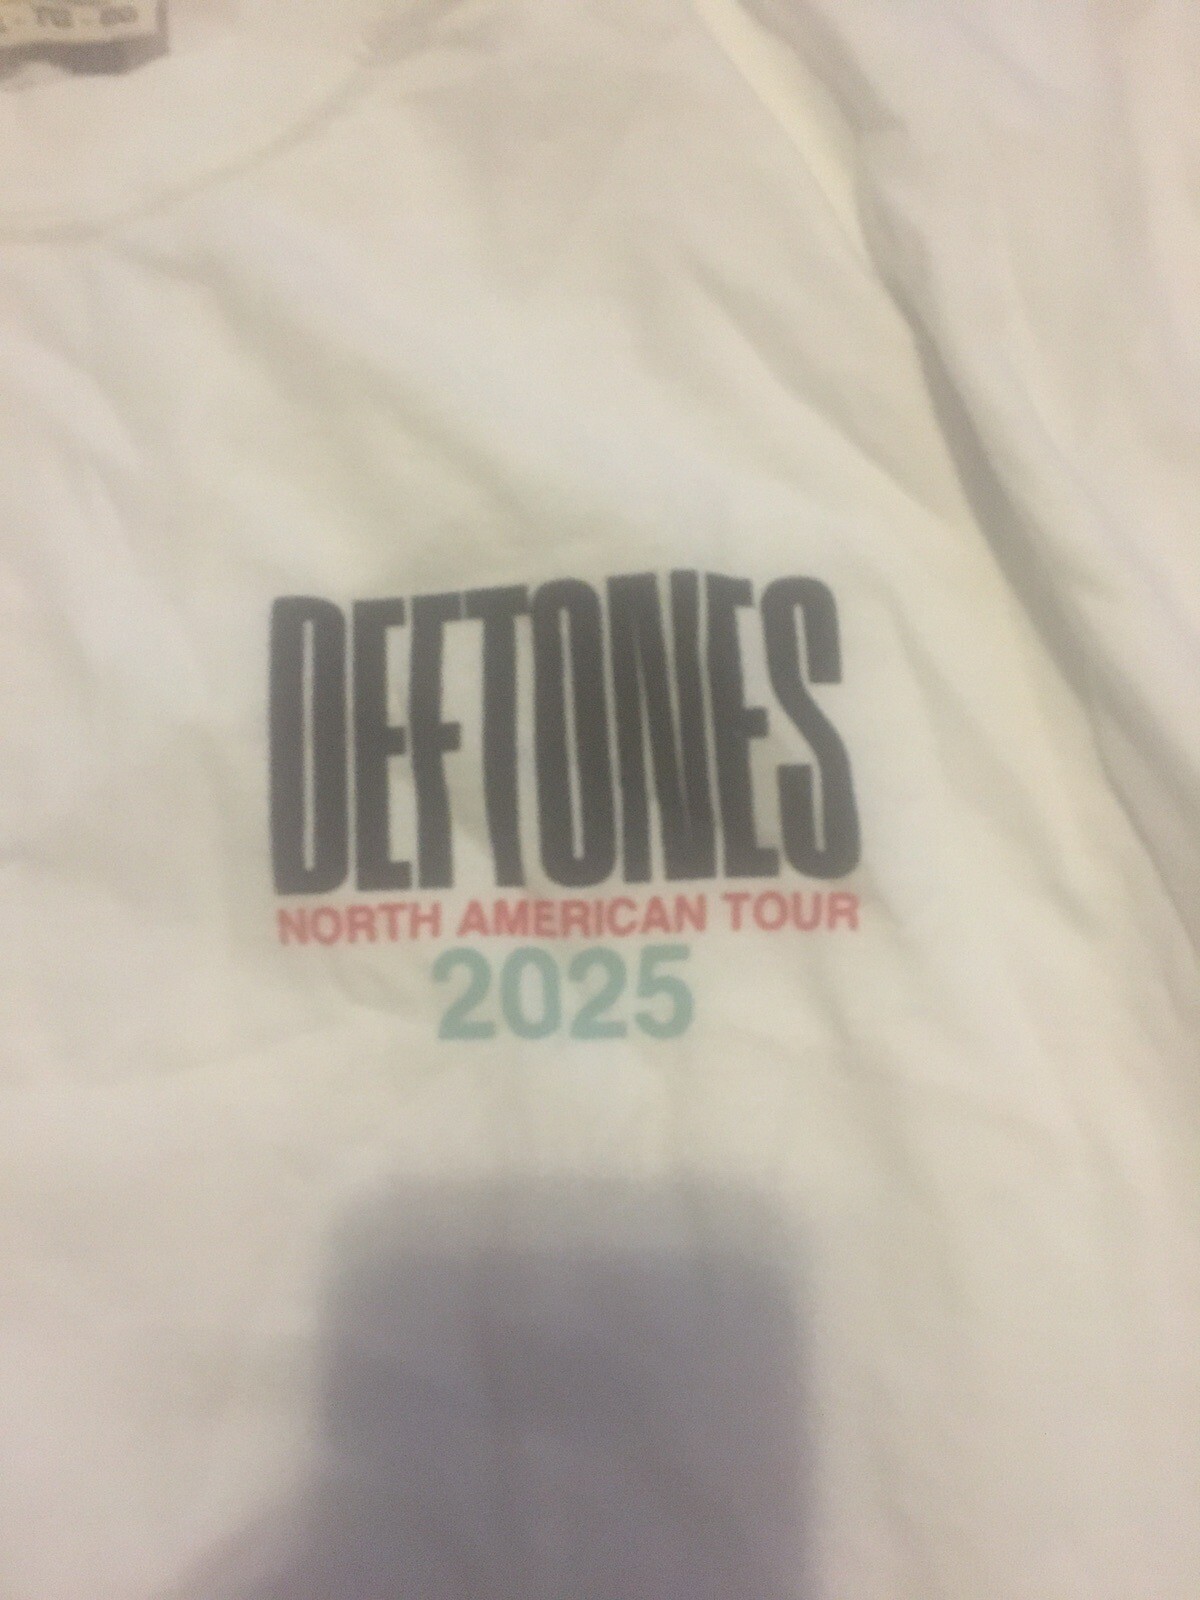 DEFTONES
NORTH AMERICAN TOUR
2025